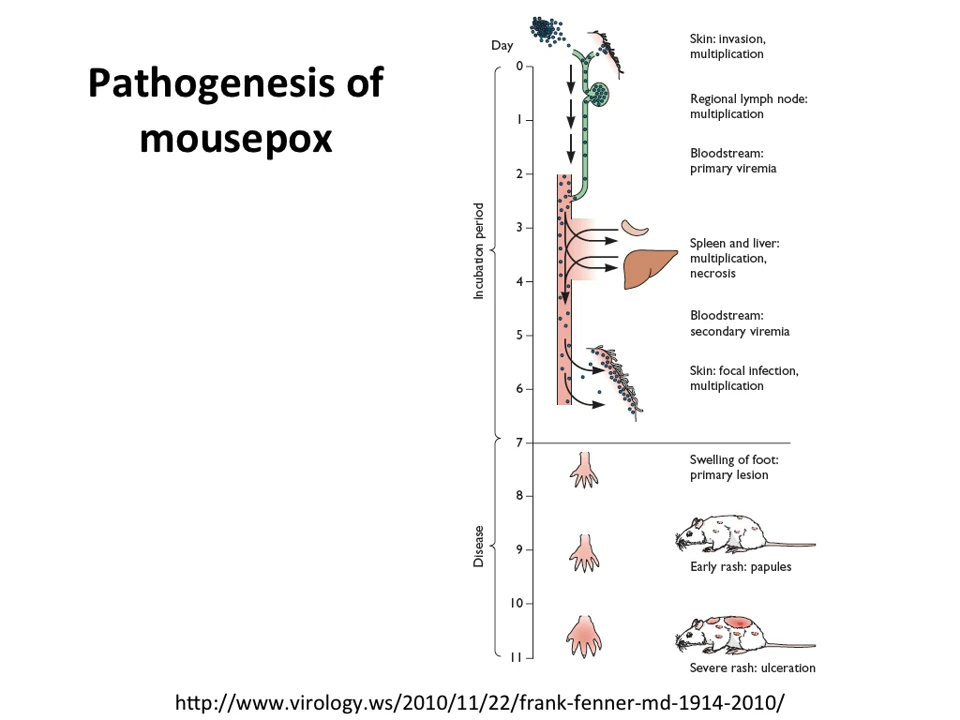 Pathogenesis of
mousepox
Day
0
1
2
3
4
5
6
7
8
9
10
11
Incubation period
Disease
Skin: invasion,
multiplication
Regional lymph node:
multiplication
Bloodstream:
primary viremia
Spleen and liver:
multiplication,
necrosis
Bloodstream:
secondary viremia
Skin: focal infection,
multiplication
Swelling of foot:
primary lesion
Early rash: papules
Severe rash: ulceration
http://www.virology.ws/2010/11/22/frank-fenner-md-1914-2010/